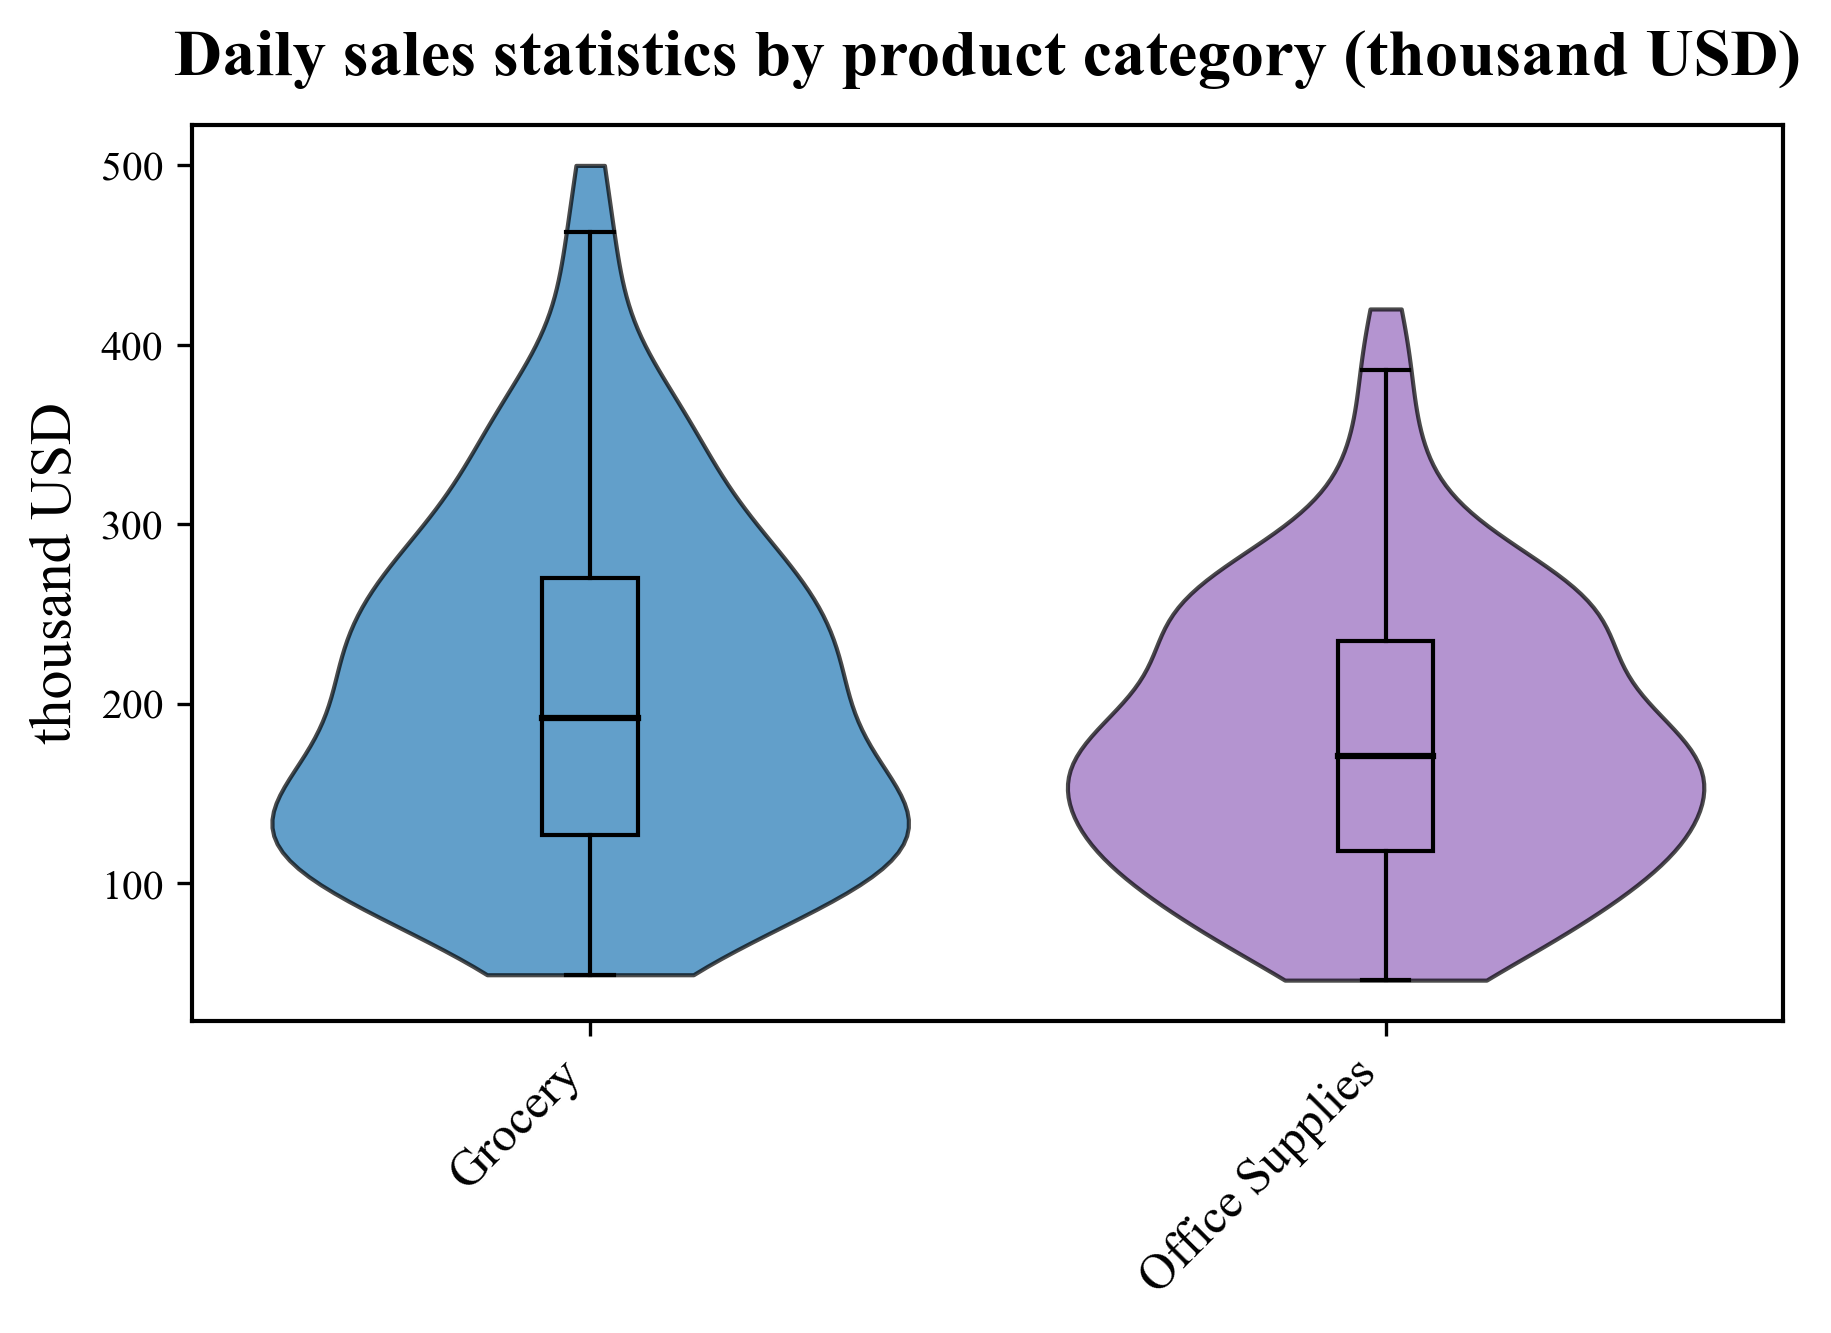 Daily sales statistics by product category (thousand USD)
thousand USD
500
400
300
200
100
Grocery
Office Supplies